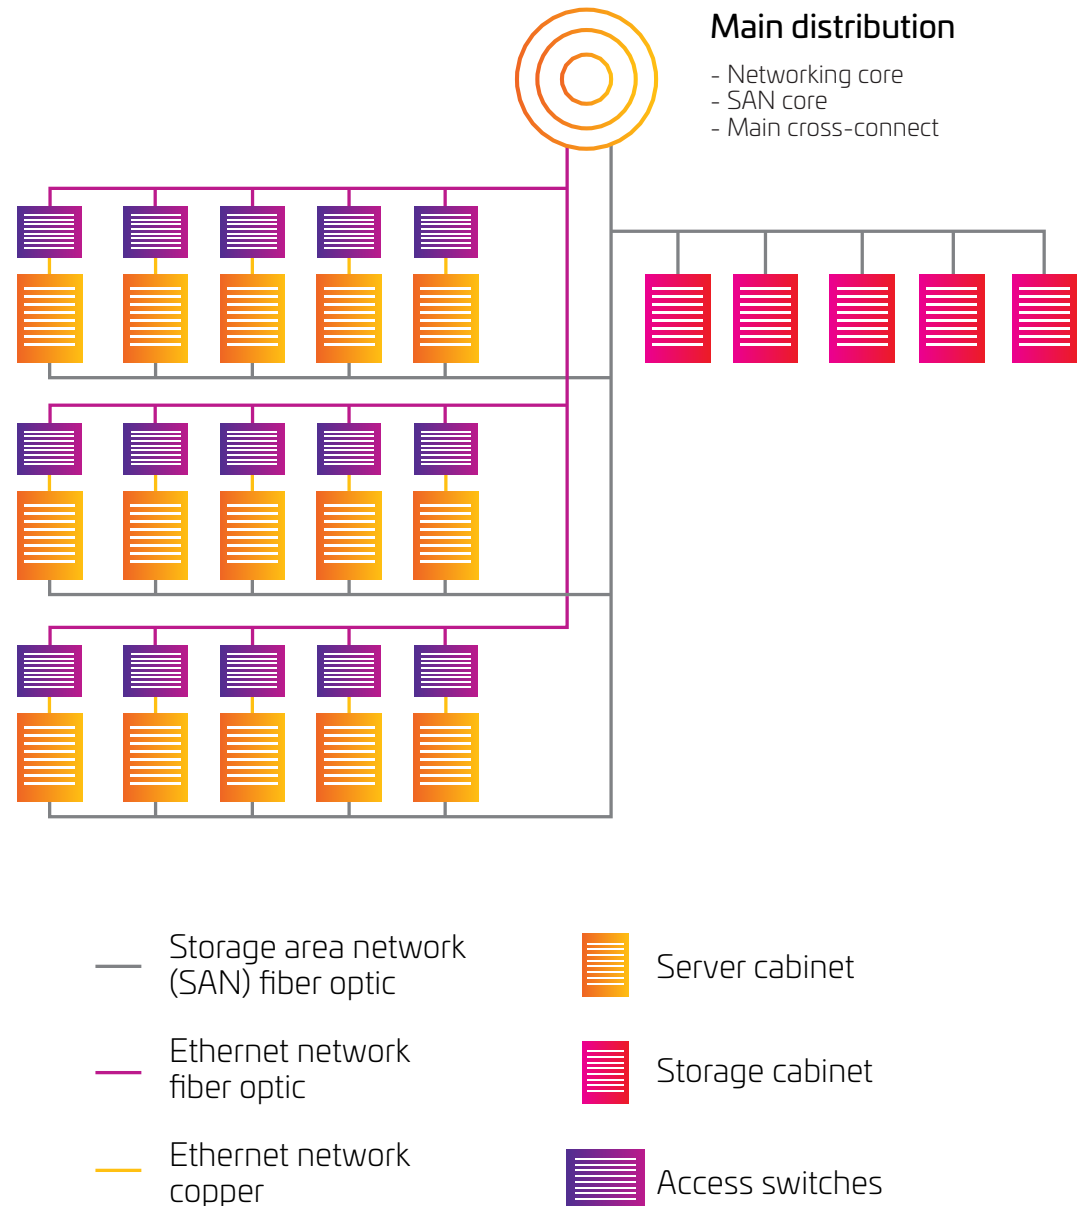 Main distribution
- Networking core
- SAN core
- Main cross-connect
Storage area network
(SAN) fiber optic
Server cabinet
Ethernet network
fiber optic
Storage cabinet
Ethernet network
copper
Access switches